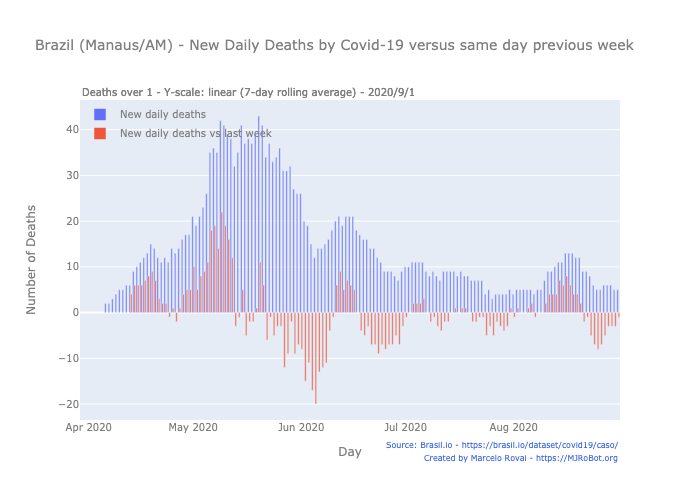 Brazil (Manaus/AM) - New Daily Deaths by Covid-19 versus same day previous week
Deaths over 1 - Y-scale: linear (7-day rolling average) - 2020/9/1
New daily deaths
New daily deaths vs last week
Number of Deaths
40
30
20
10
0
−10
−20
Apr 2020 May 2020 Jun 2020 Jul 2020 Aug 2020
Day
Source: Brasil.io - https://brasil.io/dataset/covid19/caso/
Created by Marcelo Rovai - https://MJRoBot.org